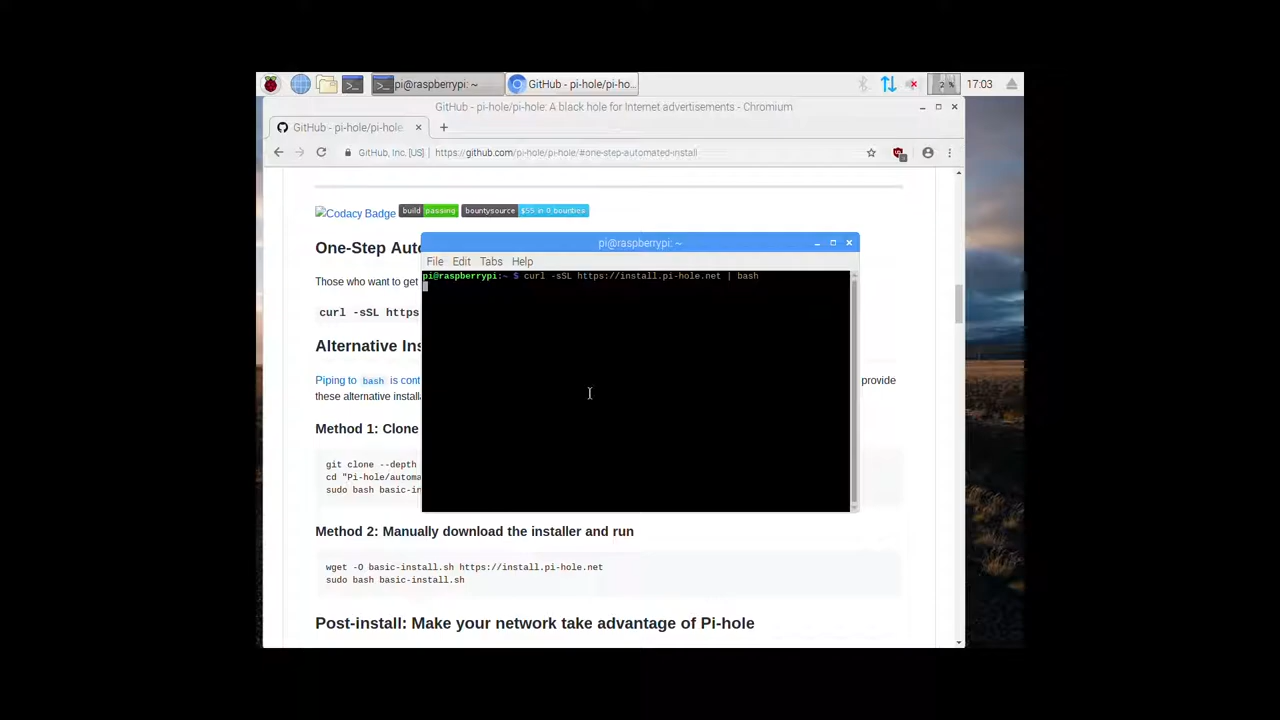 pi@raspberrypi: ~
GitHub - pi-hole/pi-ho...
2 %
17:03
GitHub - pi-hole/pi-hole: A black hole for Internet advertisements - Chromium
GitHub - pi-hole/pi-hole
GitHub, Inc. [US] | https://github.com/pi-hole/pi-hole/#one-step-automated-install
Codacy Badge build passing bountysource $55 in 0 bounties
One-Step Aut
Those who want to get
curl -sSL https
Alternative Ins
Piping to bash is cont
provide
these alternative install
Method 1: Clone
git clone --depth
cd "Pi-hole/automa
sudo bash basic-in
pi@raspberrypi: ~
File Edit Tabs Help
pi@raspberrypi:~ $ curl -sSL https://install.pi-hole.net | bash
Method 2: Manually download the installer and run
wget -O basic-install.sh https://install.pi-hole.net
sudo bash basic-install.sh
Post-install: Make your network take advantage of Pi-hole